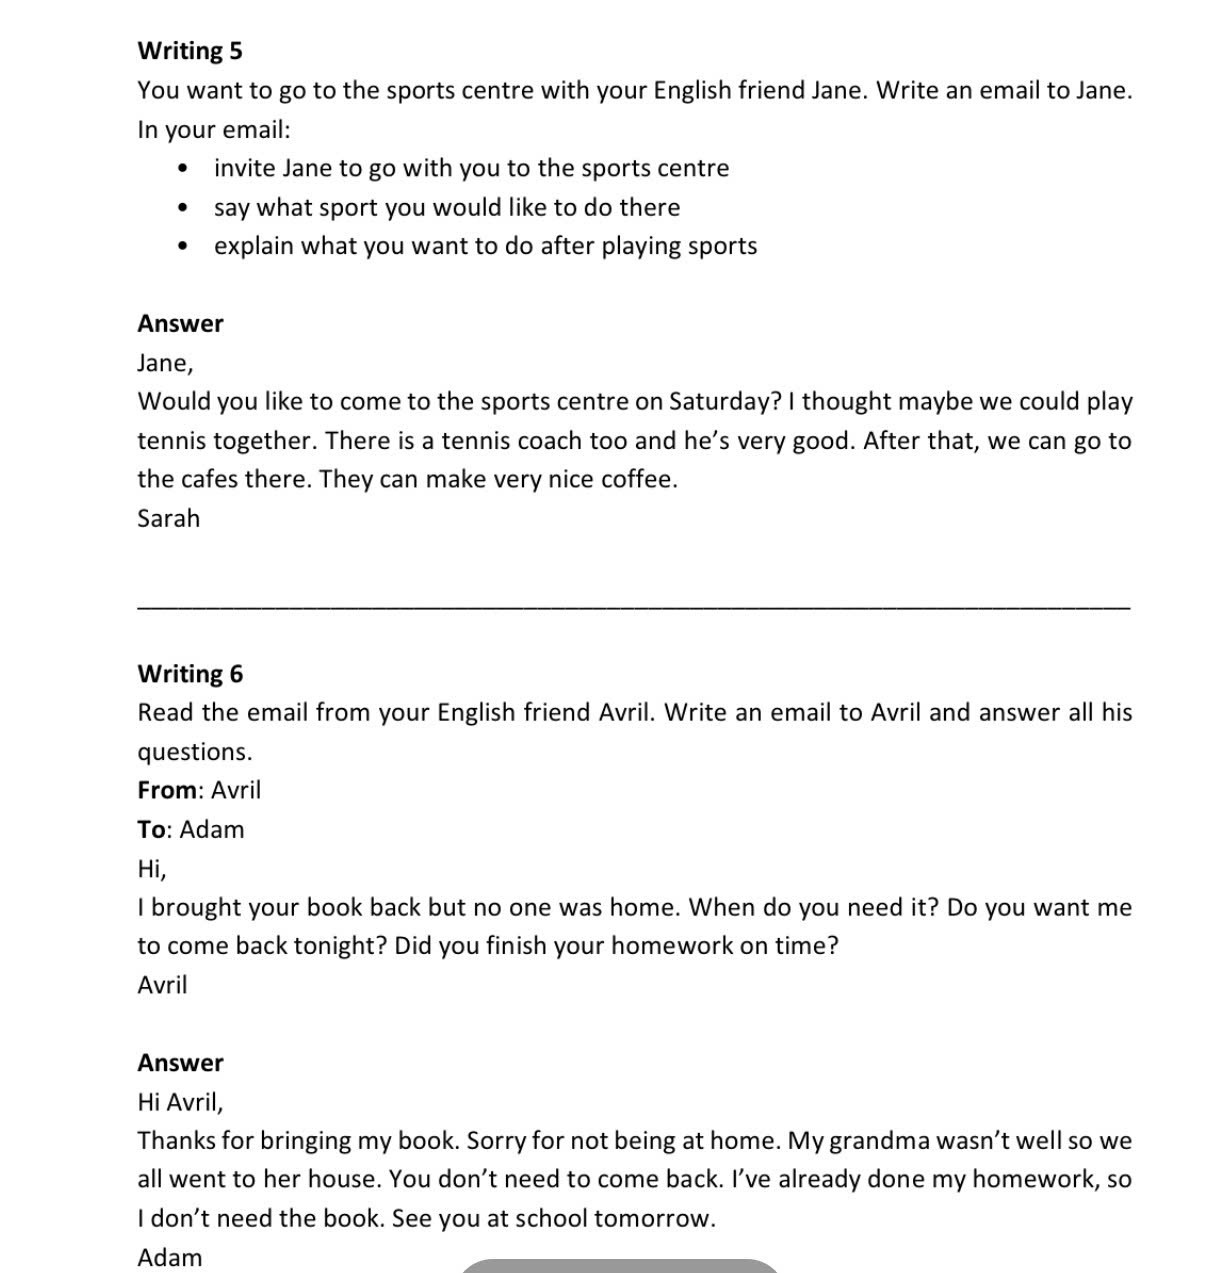 Writing 5
You want to go to the sports centre with your English friend Jane. Write an email to Jane.
In your email:
• invite Jane to go with you to the sports centre
• say what sport you would like to do there
• explain what you want to do after playing sports
Answer
Jane,
Would you like to come to the sports centre on Saturday? I thought maybe we could play
tennis together. There is a tennis coach too and he’s very good. After that, we can go to
the cafes there. They can make very nice coffee.
Sarah
Writing 6
Read the email from your English friend Avril. Write an email to Avril and answer all his
questions.
From: Avril
To: Adam
Hi,
I brought your book back but no one was home. When do you need it? Do you want me
to come back tonight? Did you finish your homework on time?
Avril
Answer
Hi Avril,
Thanks for bringing my book. Sorry for not being at home. My grandma wasn’t well so we
all went to her house. You don’t need to come back. I’ve already done my homework, so
I don’t need the book. See you at school tomorrow.
Adam